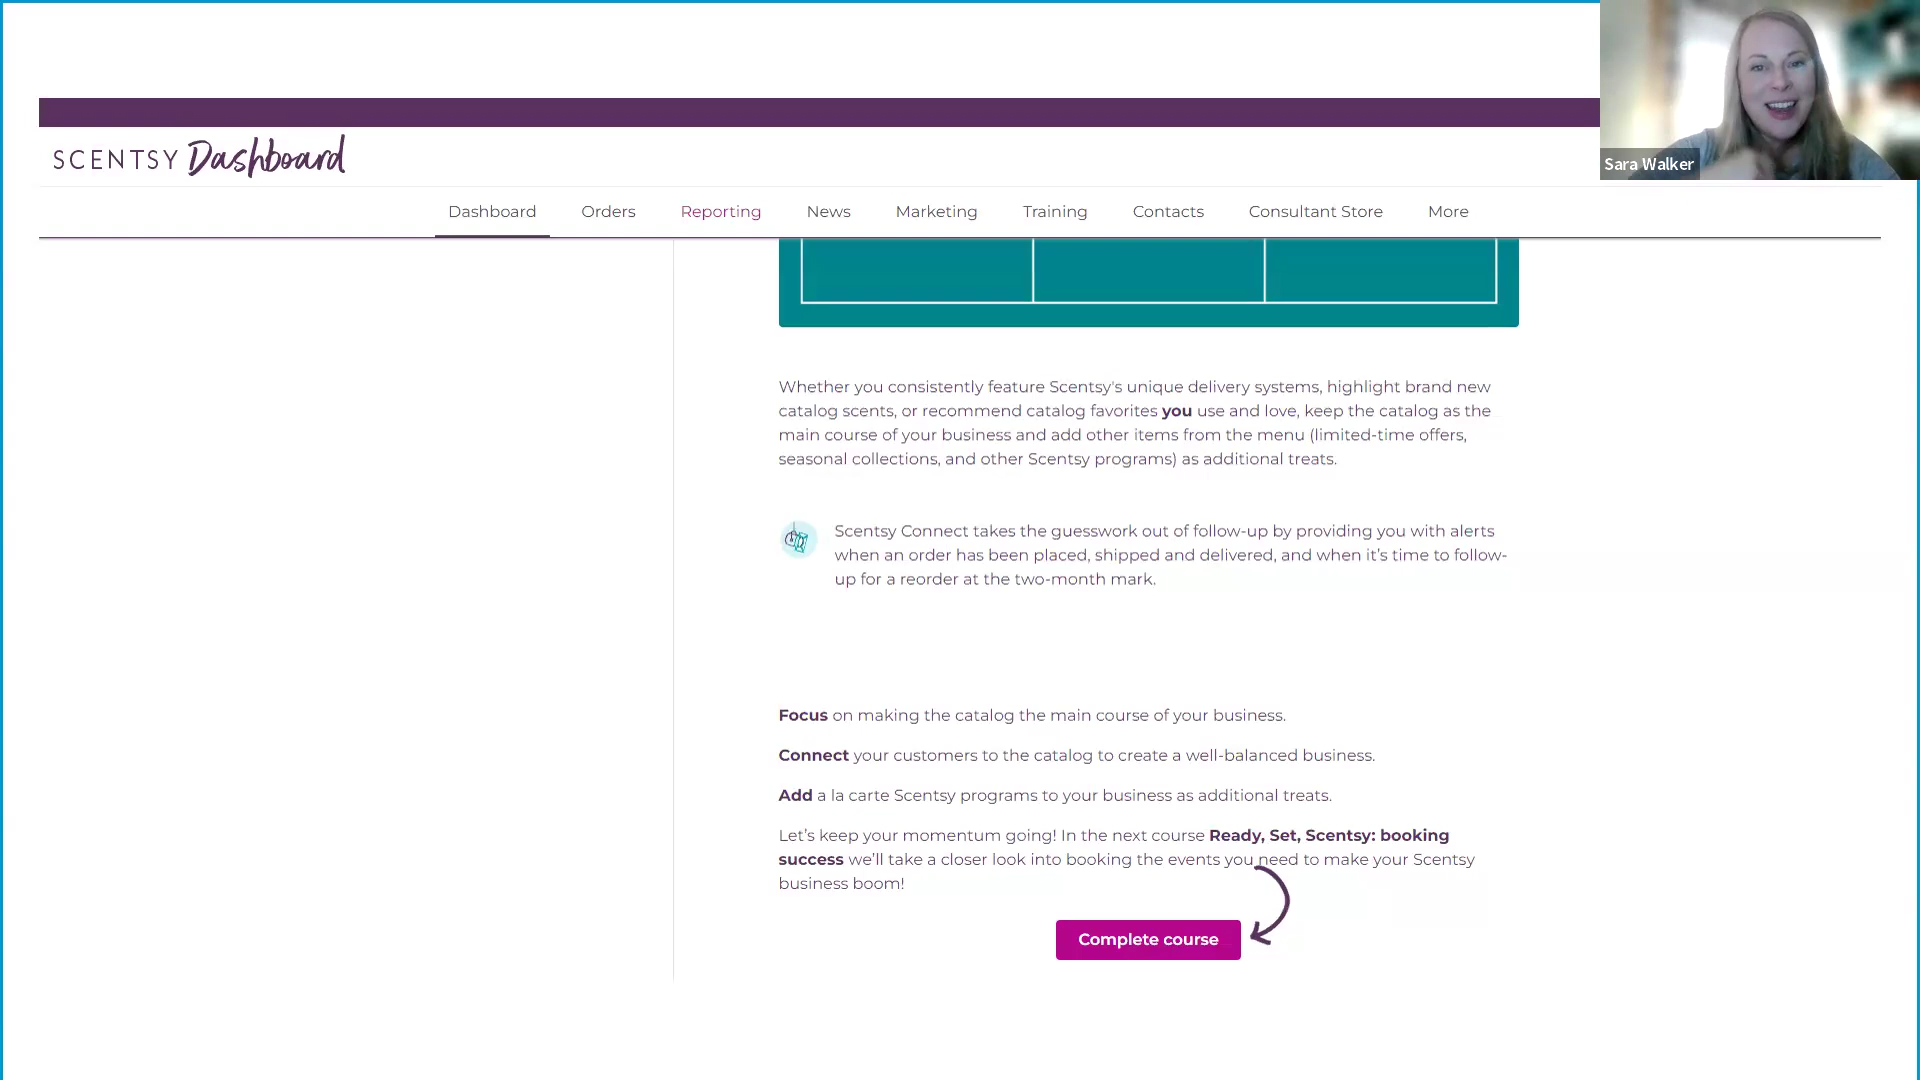 Sara Walker
SCENTSY Dashboard
Dashboard Orders Reporting News Marketing Training Contacts Consultant Store More
Whether you consistently feature Scentsy's unique delivery systems, highlight brand new
catalog scents, or recommend catalog favorites you use and love, keep the catalog as the
main course of your business and add other items from the menu (limited-time offers,
seasonal collections, and other Scentsy programs) as additional treats.
Scentsy Connect takes the guesswork out of follow-up by providing you with alerts
when an order has been placed, shipped and delivered, and when it’s time to follow-
up for a reorder at the two-month mark.
Focus on making the catalog the main course of your business.
Connect your customers to the catalog to create a well-balanced business.
Add a la carte Scentsy programs to your business as additional treats.
Let’s keep your momentum going! In the next course Ready, Set, Scentsy: booking
success we’ll take a closer look into booking the events you need to make your Scentsy
business boom!
Complete course